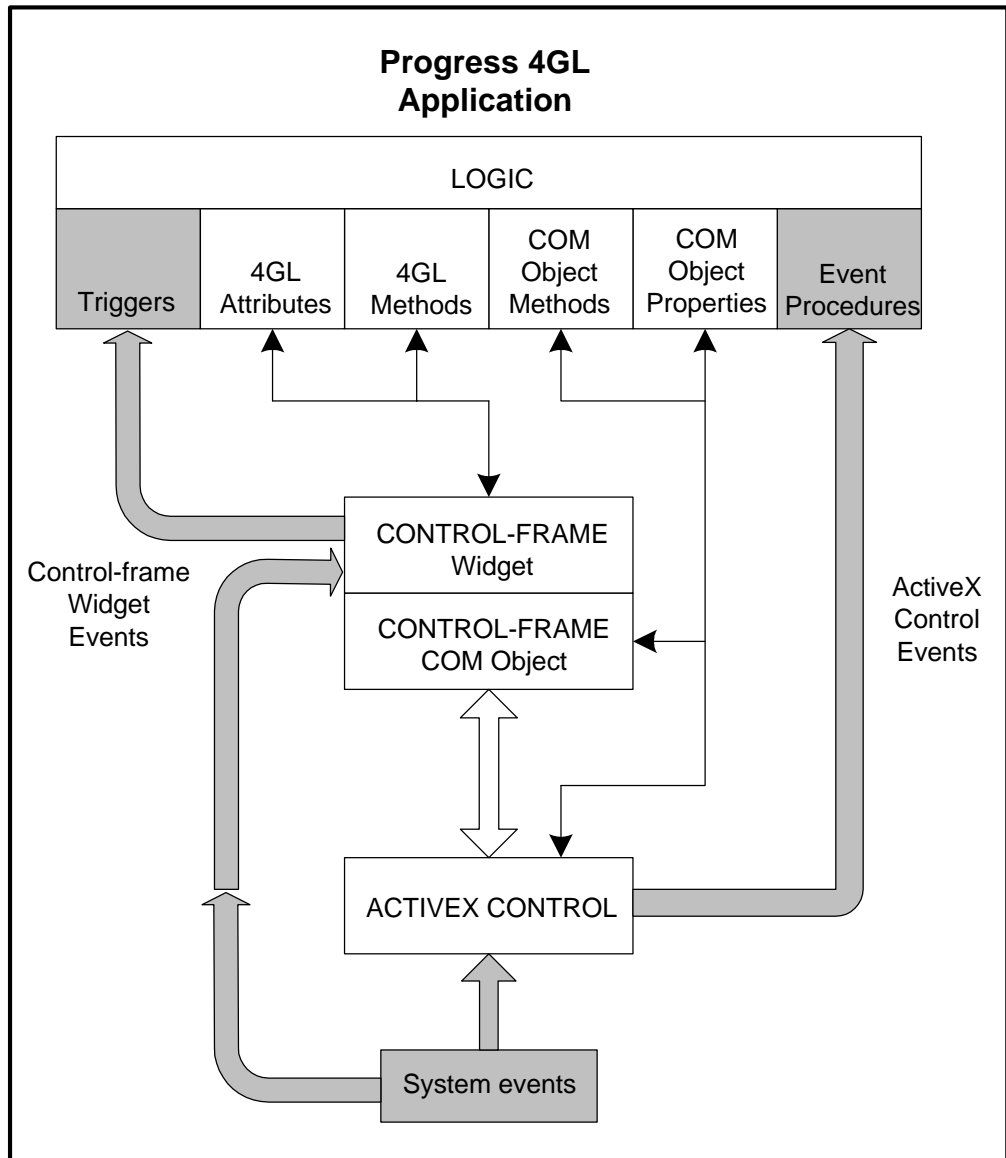 Progress 4GL
Application
LOGIC
Triggers
4GL
Attributes
4GL
Methods
COM
Object
Methods
COM
Object
Properties
Event
Procedures
Control-frame
Widget
Events
CONTROL-FRAME
Widget
CONTROL-FRAME
COM Object
ActiveX
Control
Events
ACTIVEX CONTROL
System events